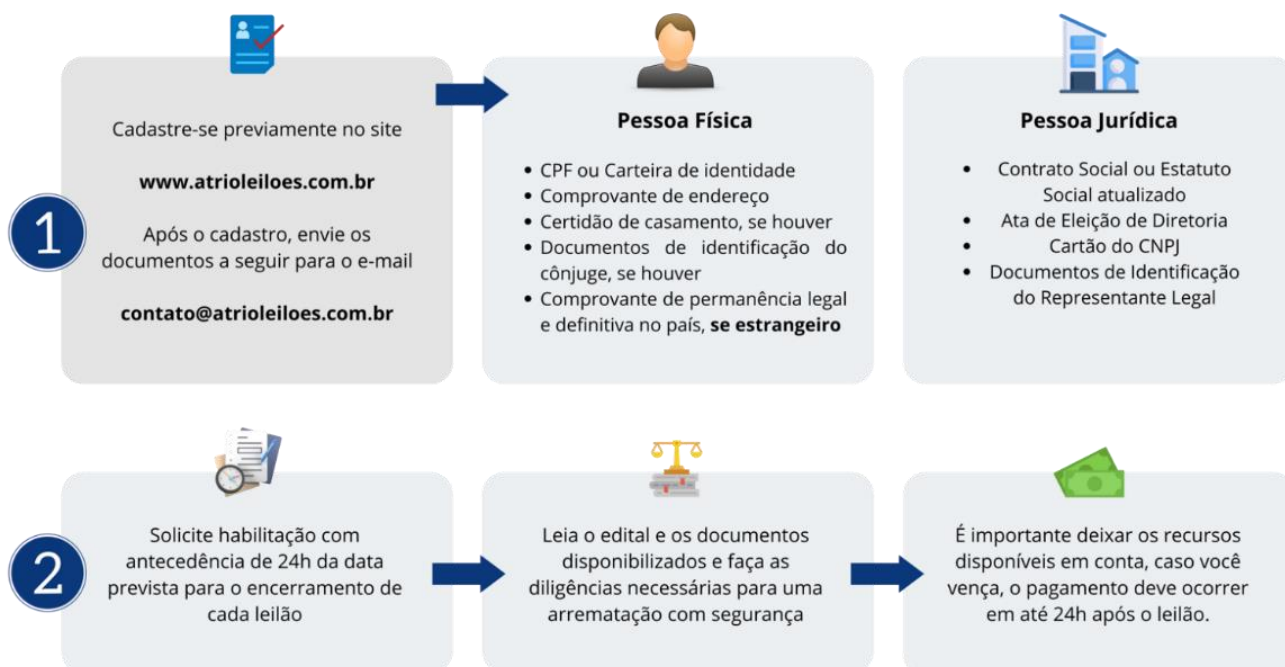 1
Cadastre-se previamente no site
www.atrioleiloes.com.br
Após o cadastro, envie os
documentos a seguir para o e-mail
contato@atrioleiloes.com.br
Pessoa Física
• CPF ou Carteira de identidade
• Comprovante de endereço
• Certidão de casamento, se houver
• Documentos de identificação do
cônjuge, se houver
• Comprovante de permanência legal
e definitiva no país, se estrangeiro
Pessoa Jurídica
• Contrato Social ou Estatuto
Social atualizado
• Ata de Eleição de Diretoria
• Cartão do CNPJ
• Documentos de Identificação
do Representante Legal
2
Solicite habilitação com
antecedência de 24h da data
prevista para o encerramento de
cada leilão
Leia o edital e os documentos
disponibilizados e faça as
diligências necessárias para uma
arrematação com segurança
É importante deixar os recursos
disponíveis em conta, caso você
vença, o pagamento deve ocorrer
em até 24h após o leilão.